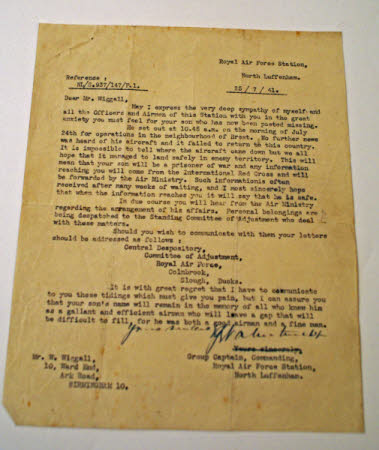 Royal Air Force Station,
North Luffenham.
Reference :
25 / 7 / 41.
Dear Mr. Wiggall,
May I express the very deep sympathy of myself and
all the Officers and Airmen of this Station with you in the great
anxiety you must feel for your son who has now been posted missing.
He set out at 10.45 a.m. on the morning of July
24th for operations in the neighbourhood of Brest. No further news
was heard of his aircraft and it failed to return to this country.
It is impossible to tell where the aircraft came down but we all
hope that it managed to land safely in enemy territory. This will
mean that your son will be a prisoner of war and any information
reaching you will come from the International Red Cross and will
be forwarded by the Air Ministry. Such information is often
received after many weeks of waiting, and I most sincerely hope
that when the information reaches you it will say that he is safe.
In due course you will hear from the Air Ministry
regarding the arrangement of his affairs. Personal belongings are
being despatched to the Standing Committee of Adjustment who deal
with these matters.
Should you wish to communicate with them your letters
should be addressed as follows :
Central Despository,
Committee of Adjustment,
Royal Air Force,
Colnbrook,
Slough, Bucks.
It is with great regret that I have to communicate
to you these tidings which must give you pain, but I can assure you
that your son's name will remain in the memory of all who knew him
as a gallant and efficient airman who will leave a gap that will
be difficult to fill, for he was both a good airman and a fine man.
Yours sincerely
Yours sincerely,
Mr. W. Wiggall,
10, Ward End,
Ark Road,
BIRMINGHAM 10.
Group Captain, Commanding,
Royal Air Force Station,
North Luffenham.